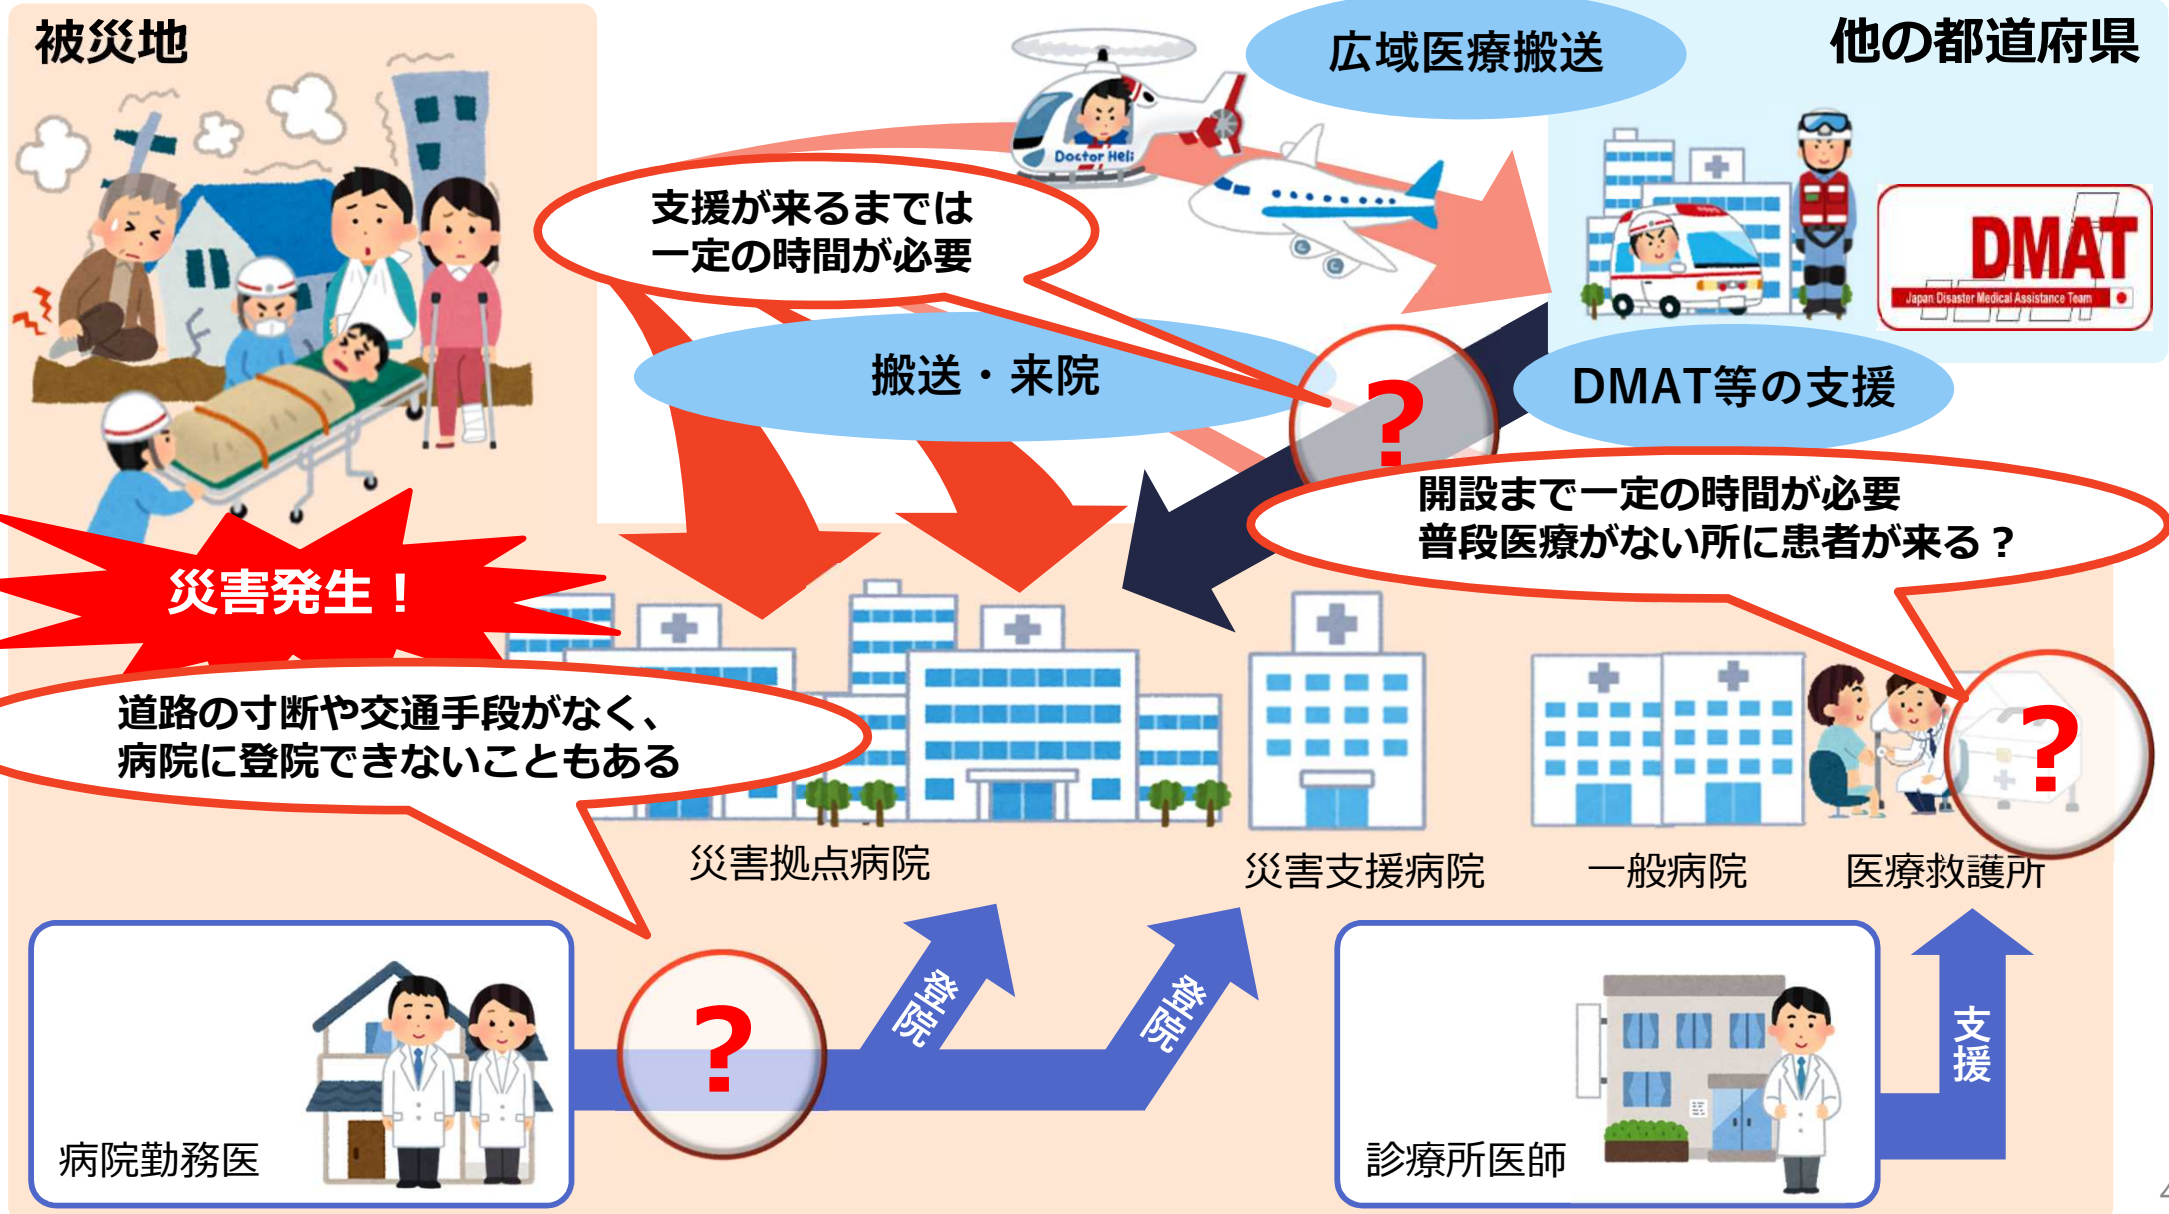 被災地
広域医療搬送
他の都道府県
Doctor Heli
支援が来るまでは
一定の時間が必要
DMAT
Japan Disaster Medical Assistance Team
搬送・来院
?
DMAT等の支援
開設まで一定の時間が必要
普段医療がない所に患者が来る？
災害発生！
道路の寸断や交通手段がなく、
病院に登院できないこともある
?
災害拠点病院
災害支援病院
一般病院
医療救護所
登院
登院
?
支援
病院勤務医
診療所医師